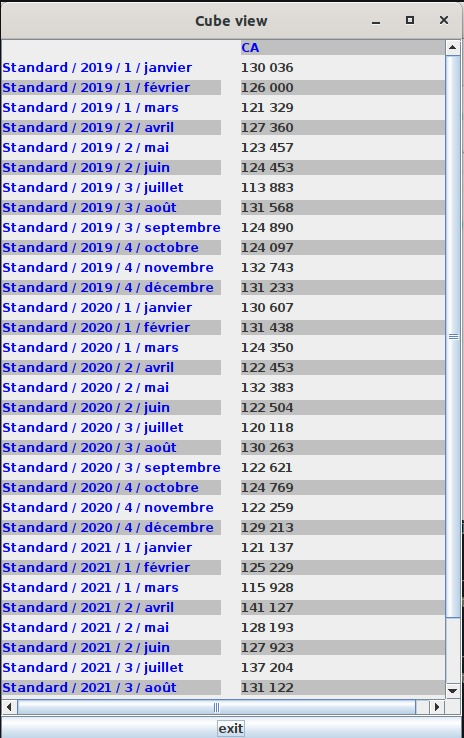 Cube view
CA
Standard / 2019 / 1 / janvier 130 036
Standard / 2019 / 1 / février 126 000
Standard / 2019 / 1 / mars 121 329
Standard / 2019 / 2 / avril 127 360
Standard / 2019 / 2 / mai 123 457
Standard / 2019 / 2 / juin 124 453
Standard / 2019 / 3 / juillet 113 883
Standard / 2019 / 3 / août 131 568
Standard / 2019 / 3 / septembre 124 890
Standard / 2019 / 4 / octobre 124 097
Standard / 2019 / 4 / novembre 132 743
Standard / 2019 / 4 / décembre 131 233
Standard / 2020 / 1 / janvier 130 607
Standard / 2020 / 1 / février 131 438
Standard / 2020 / 1 / mars 124 350
Standard / 2020 / 2 / avril 122 453
Standard / 2020 / 2 / mai 132 383
Standard / 2020 / 2 / juin 122 504
Standard / 2020 / 3 / juillet 120 118
Standard / 2020 / 3 / août 130 263
Standard / 2020 / 3 / septembre 122 621
Standard / 2020 / 4 / octobre 124 769
Standard / 2020 / 4 / novembre 122 259
Standard / 2020 / 4 / décembre 129 213
Standard / 2021 / 1 / janvier 121 137
Standard / 2021 / 1 / février 125 229
Standard / 2021 / 1 / mars 115 928
Standard / 2021 / 2 / avril 141 127
Standard / 2021 / 2 / mai 128 193
Standard / 2021 / 2 / juin 127 923
Standard / 2021 / 3 / juillet 137 204
Standard / 2021 / 3 / août 131 122
exit